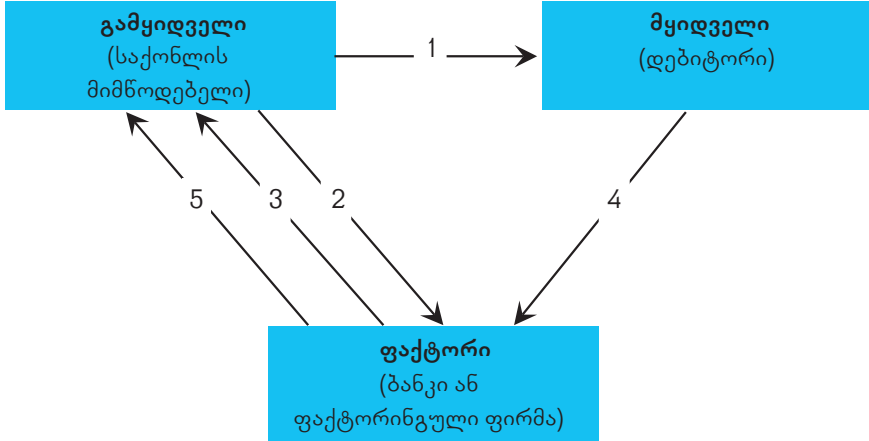 გამყიდველი
(საქონლის
მიმწოდებელი)
1
მყიდველი
(დებიტორი)
5
3
2
4
ფაქტორი
(ბანკი ან
ფაქტორინგული ფირმა)